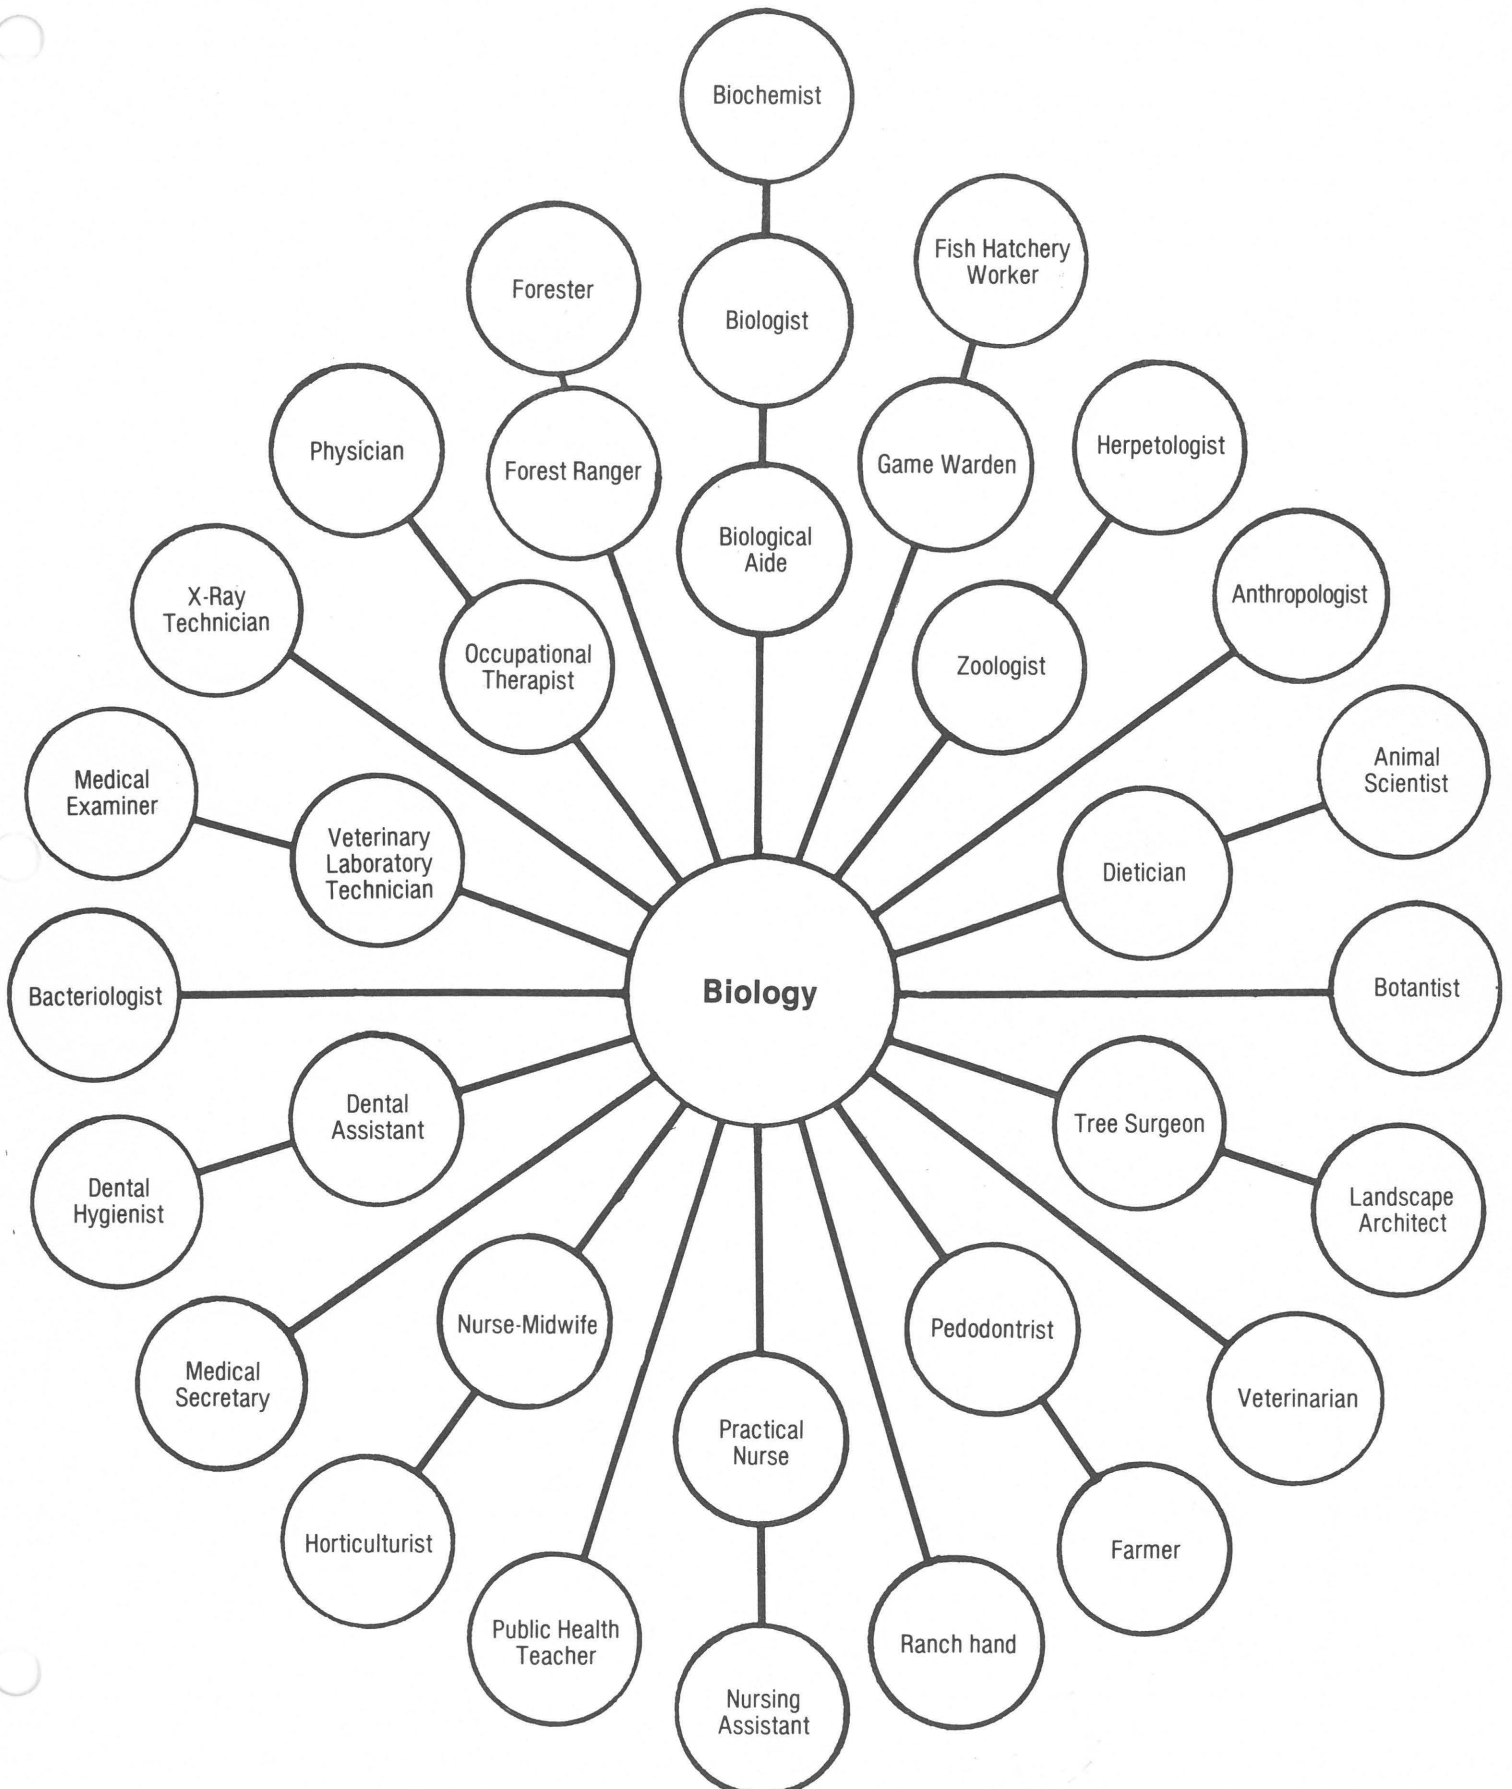 Biochemist
Fish Hatchery
Worker
Forester
Biologist
Physician
Forest Ranger
Game Warden
Herpetologist
Biological
Aide
X-Ray
Technician
Anthropologist
Occupational
Therapist
Zoologist
Medical
Examiner
Animal
Scientist
Veterinary
Laboratory
Technician
Dietician
Bacteriologist
Biology
Botantist
Dental
Assistant
Tree Surgeon
Dental
Hygienist
Landscape
Architect
Nurse-Midwife
Pedodontrist
Medical
Secretary
Practical
Nurse
Veterinarian
Horticulturist
Farmer
Public Health
Teacher
Ranch hand
Nursing
Assistant